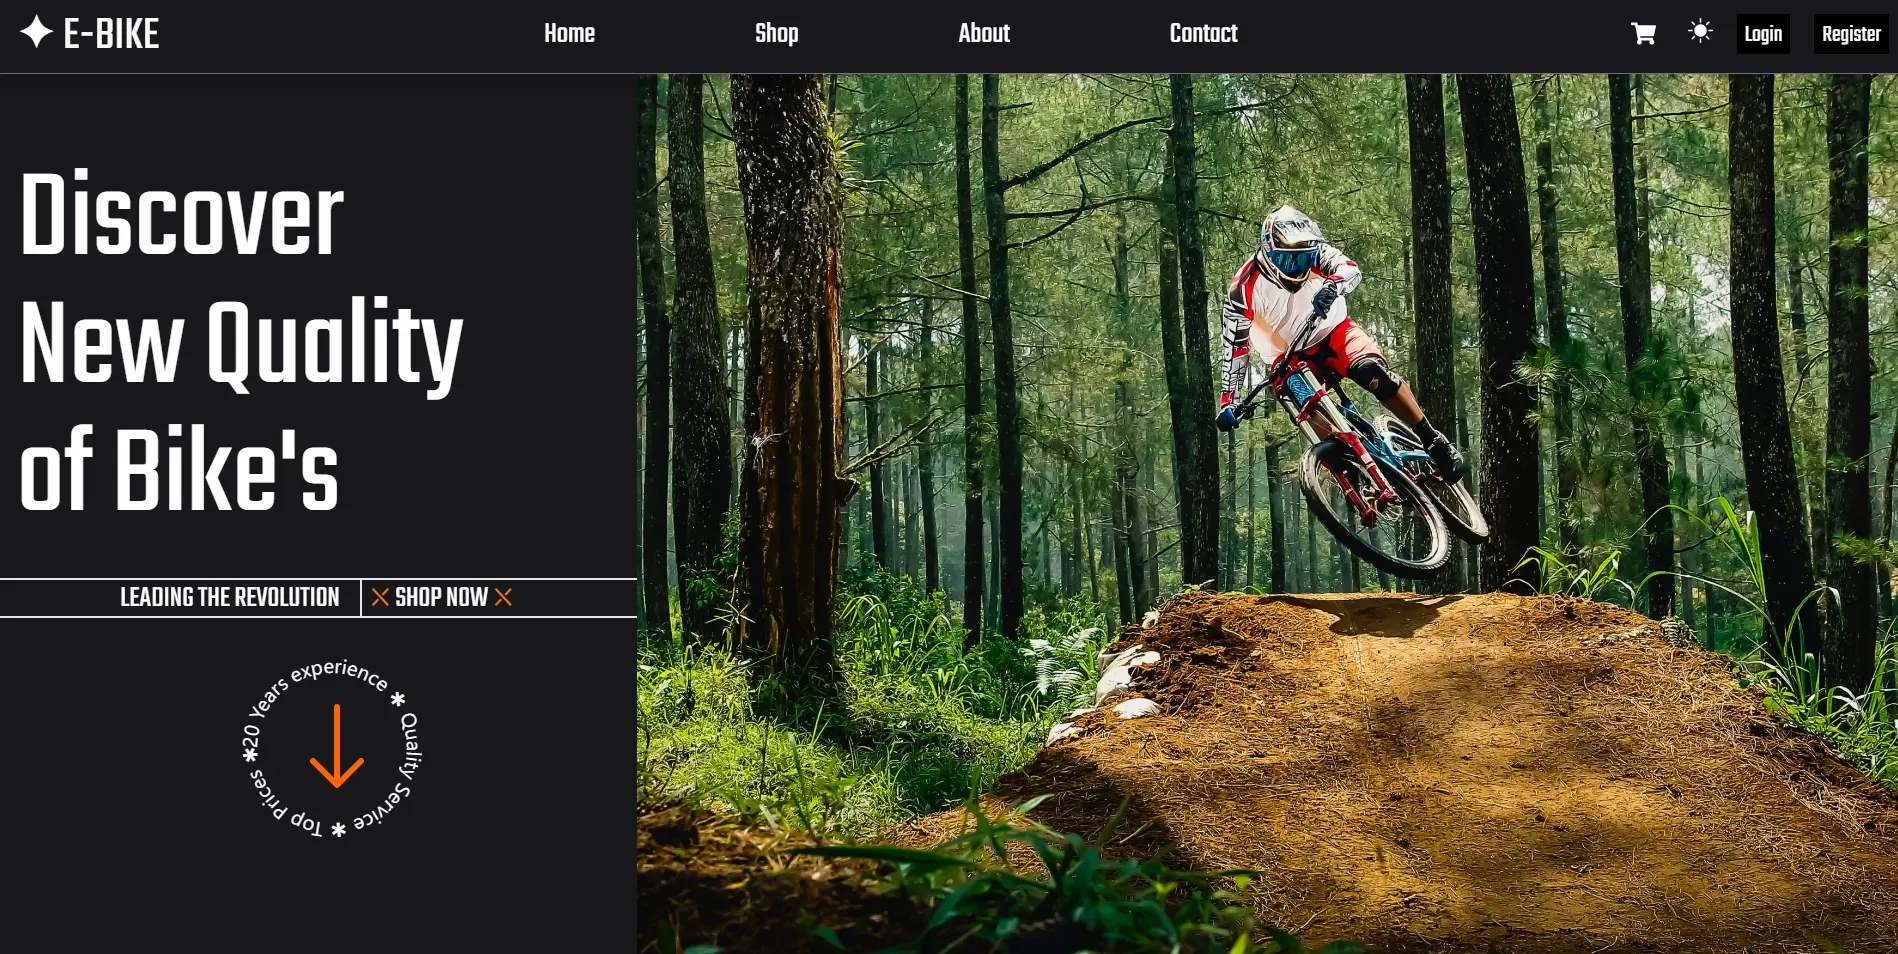 E-BIKE
Home
Shop
About
Contact
Login
Register
Discover
New Quality
of Bike's
LEADING THE REVOLUTION
SHOP NOW
20 Years experience ✱ Quality Service ✱ Top Prices ✱